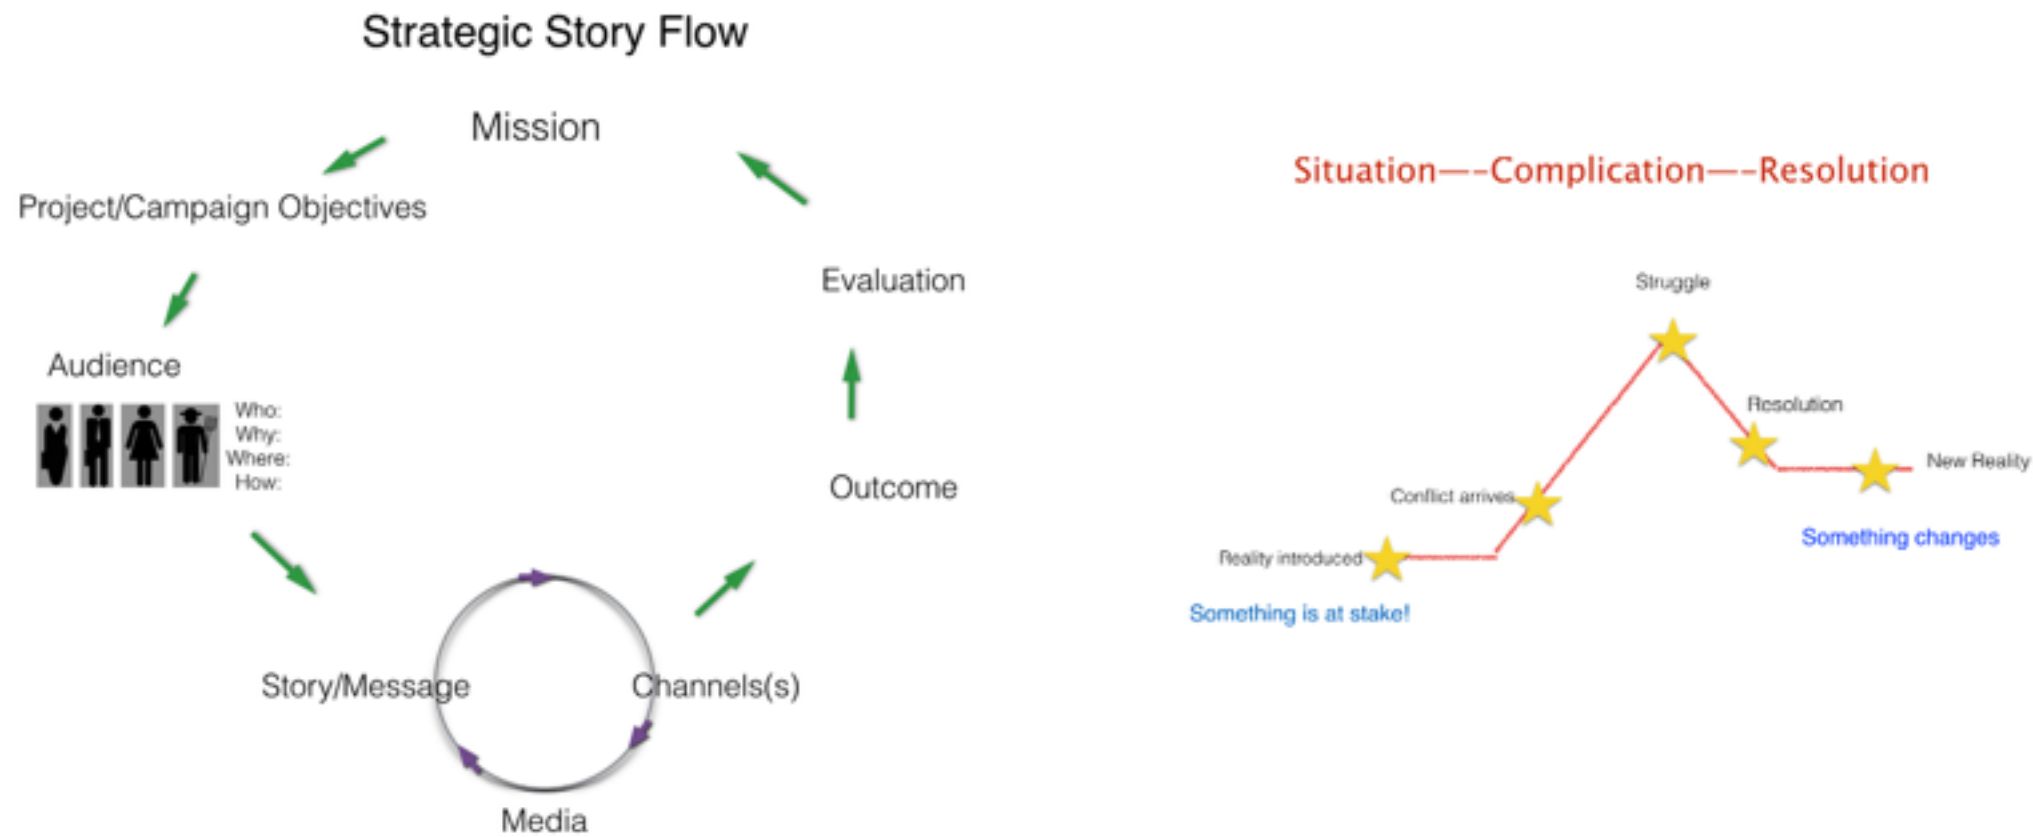 Strategic Story Flow
Mission
Project/Campaign Objectives
Audience
Who:
Why:
Where:
How:
Story/Message
Media
Channels(s)
Outcome
Evaluation
Situation—-Complication—-Resolution
Struggle
Resolution
New Reality
Conflict arrives
Something changes
Reality introduced
Something is at stake!